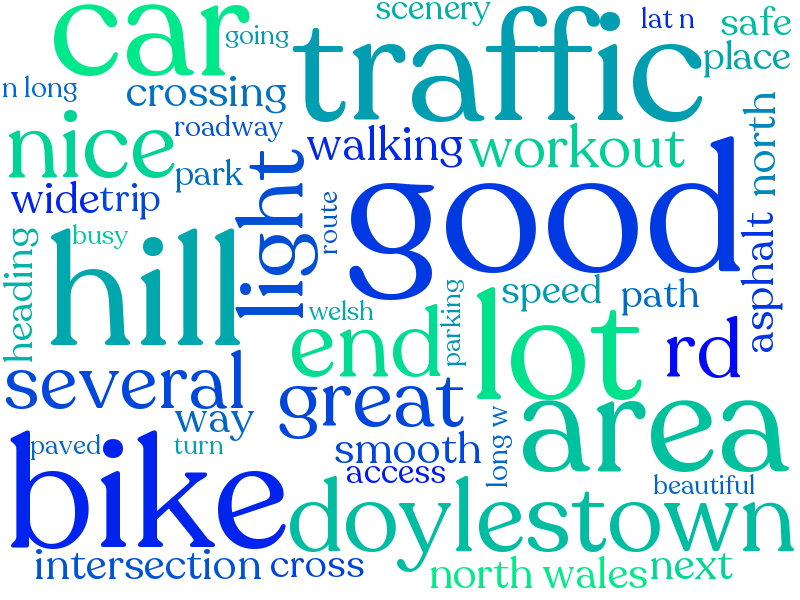 car
going
scenery
lat n
safe
traffic
place
n long
crossing
nice
roadway
walking
workout
north
park
wide
trip
light
route
good
busy
hill
heading
asphalt
welsh
parking
speed
path
end
lot
rd
several
great
way
smooth
area
long w
paved
turn
access
bike
beautiful
doylestown
intersection
cross
north wales
next